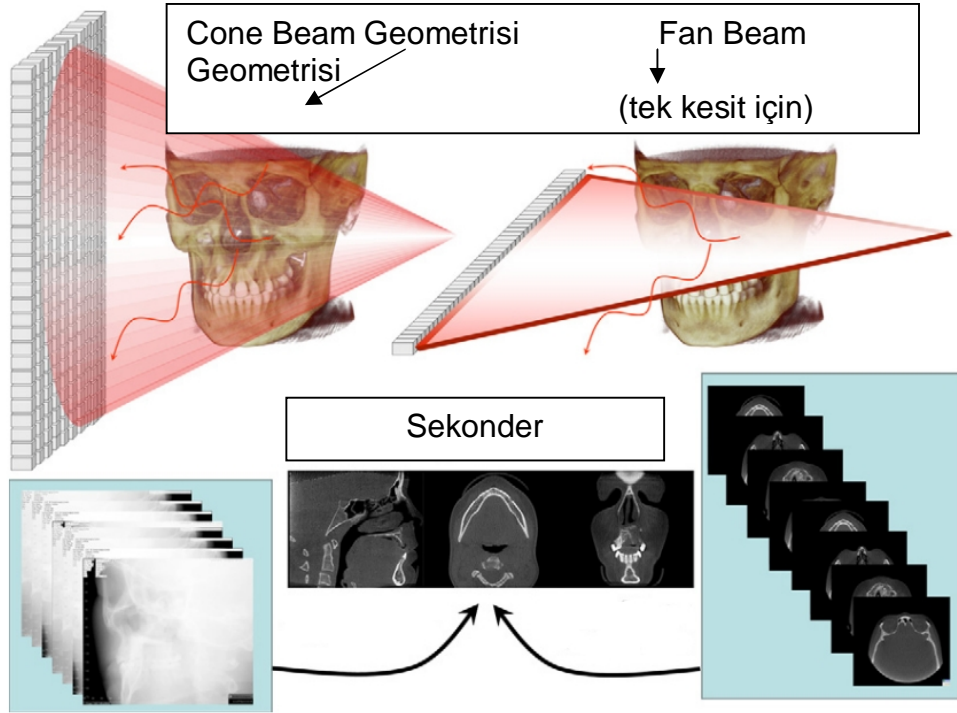 Cone Beam Geometrisi Fan Beam
Geometrisi
(tek kesit için)
Sekonder